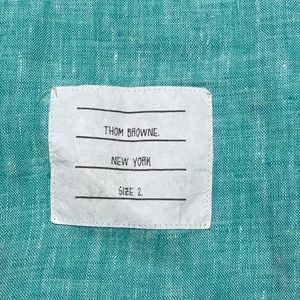 THOM BROWNE.
NEW YORK
SIZE 2.